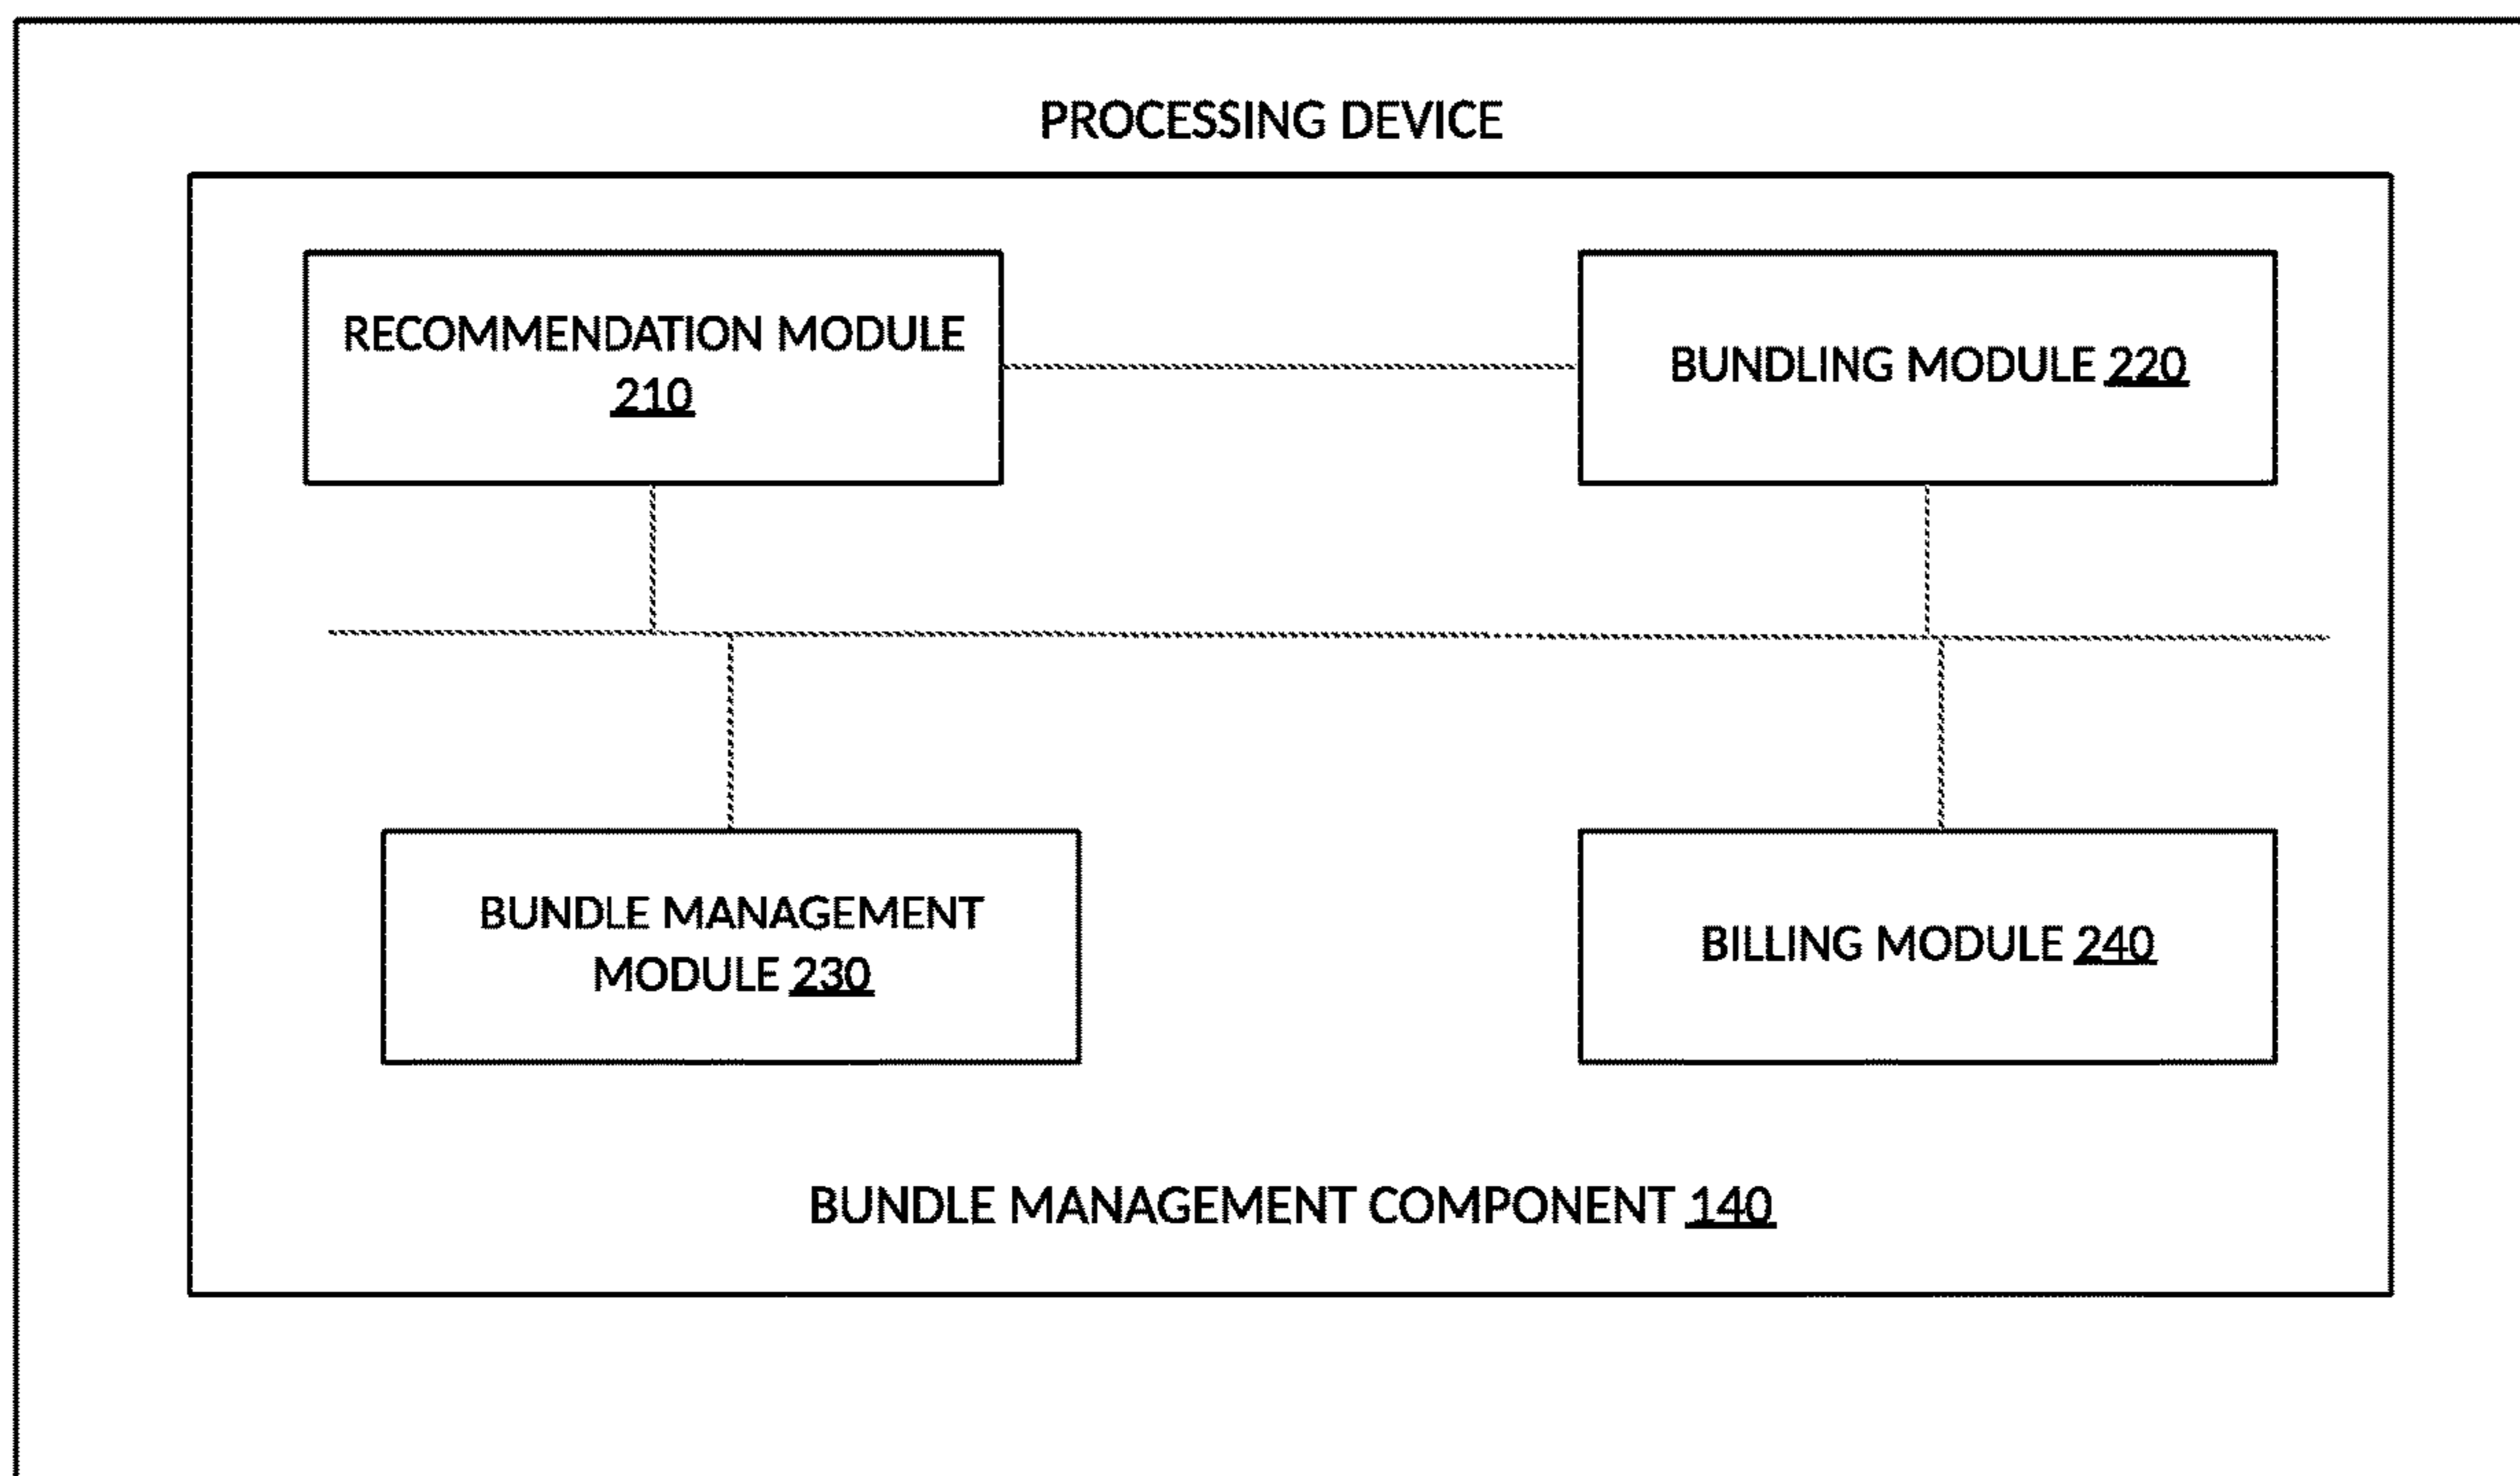 PROCESSING DEVICE
RECOMMENDATION MODULE
210
BUNDLING MODULE 220
BUNDLE MANAGEMENT
MODULE 230
BILLING MODULE 240
BUNDLE MANAGEMENT COMPONENT 140